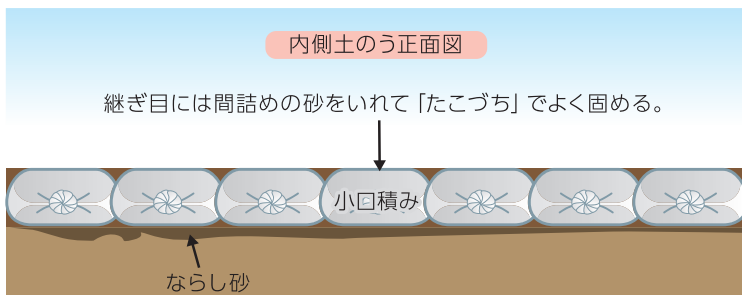 内側土のう正面図
継ぎ目には間詰めの砂をいれて「たこづち」でよく固める。
小口積み
ならし砂